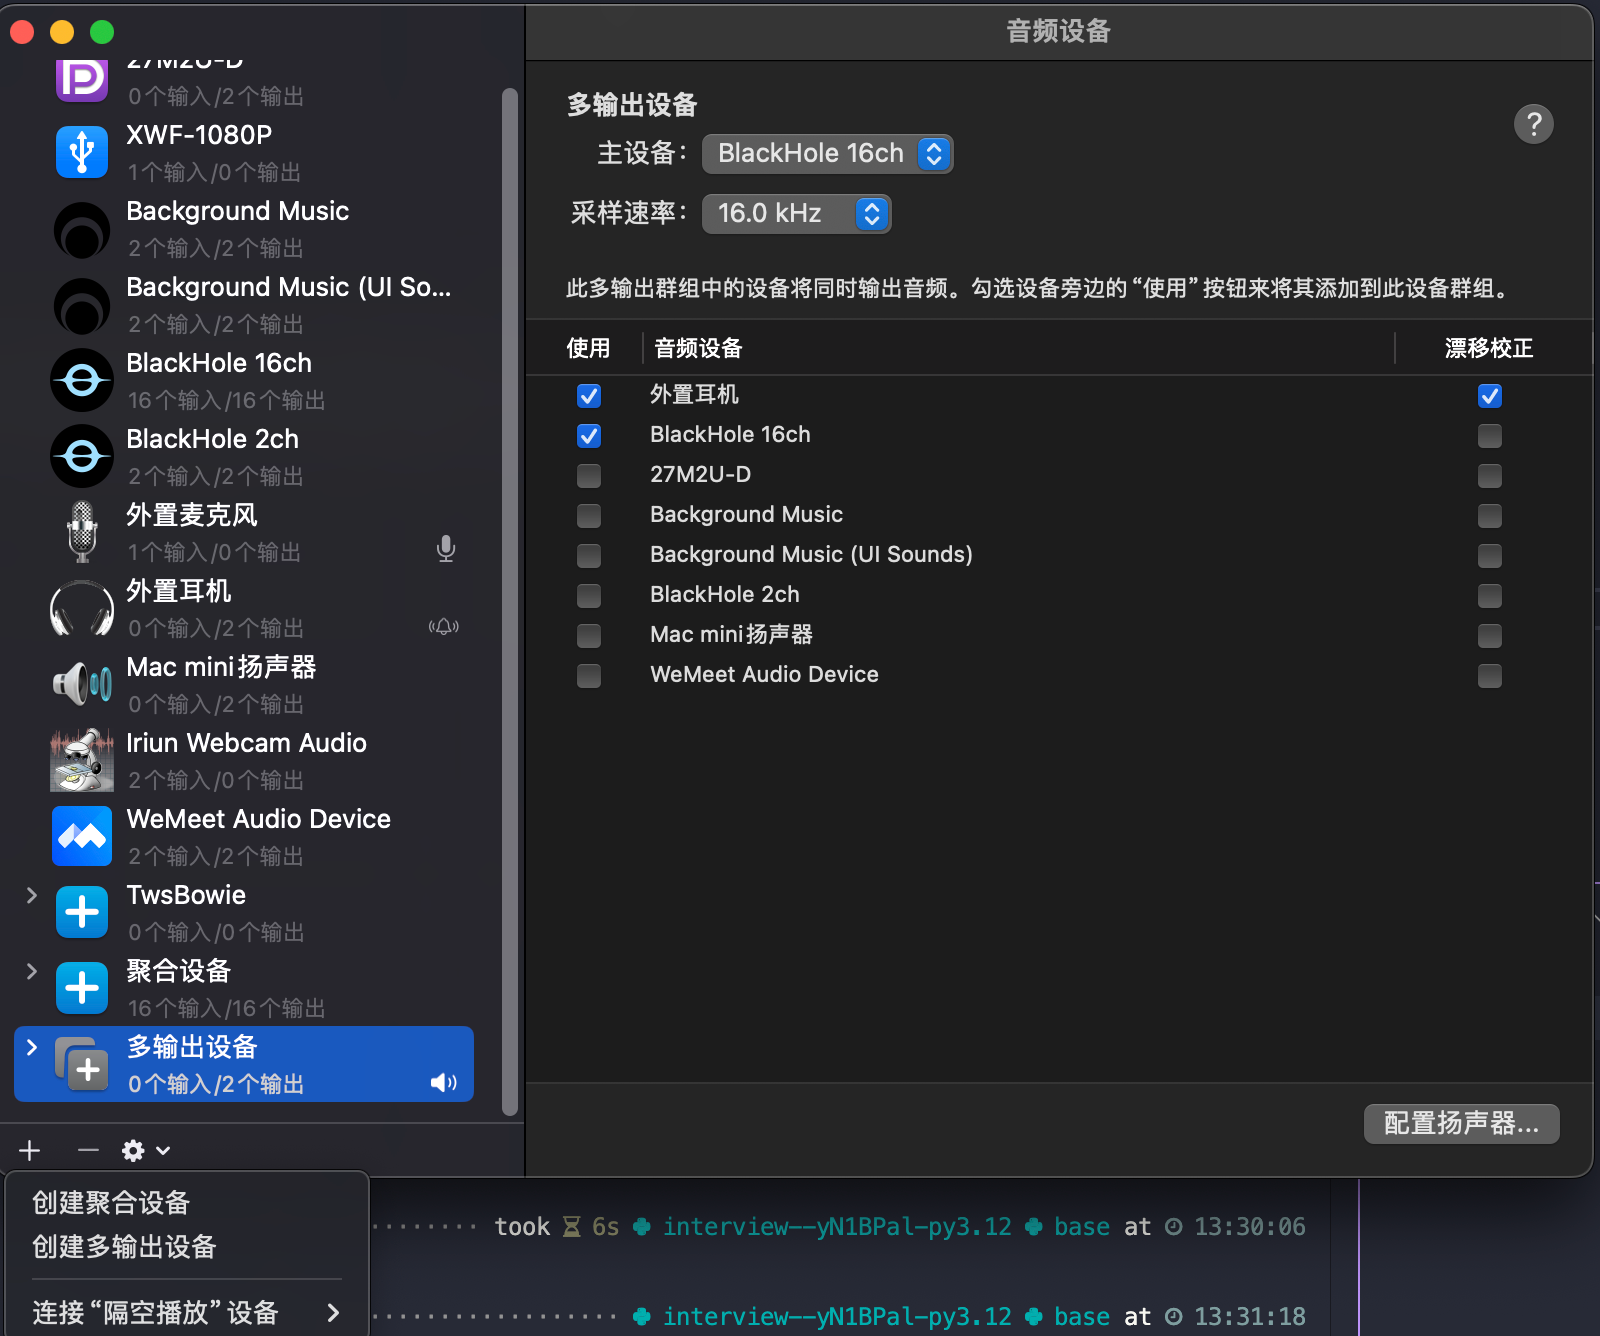 音频设备
27M2U-D
0个输入/2个输出
XWF-1080P
1个输入/0个输出
Background Music
2个输入/2个输出
Background Music (UI So...
2个输入/2个输出
BlackHole 16ch
16个输入/16个输出
BlackHole 2ch
2个输入/2个输出
外置麦克风
1个输入/0个输出
外置耳机
0个输入/2个输出
Mac mini扬声器
0个输入/2个输出
Iriun Webcam Audio
2个输入/0个输出
WeMeet Audio Device
2个输入/2个输出
TwsBowie
0个输入/0个输出
聚合设备
16个输入/16个输出
多输出设备
0个输入/2个输出
多输出设备
主设备： BlackHole 16ch
采样速率： 16.0 kHz
?
此多输出群组中的设备将同时输出音频。勾选设备旁边的“使用”按钮来将其添加到此设备群组。
使用 音频设备 漂移校正
外置耳机
BlackHole 16ch
27M2U-D
Background Music
Background Music (UI Sounds)
BlackHole 2ch
Mac mini扬声器
WeMeet Audio Device
配置扬声器...
创建聚合设备
创建多输出设备
连接“隔空播放”设备
········ took 6s interview--yN1BPal-py3.12 base at 13:30:06
·················· interview--yN1BPal-py3.12 base at 13:31:18